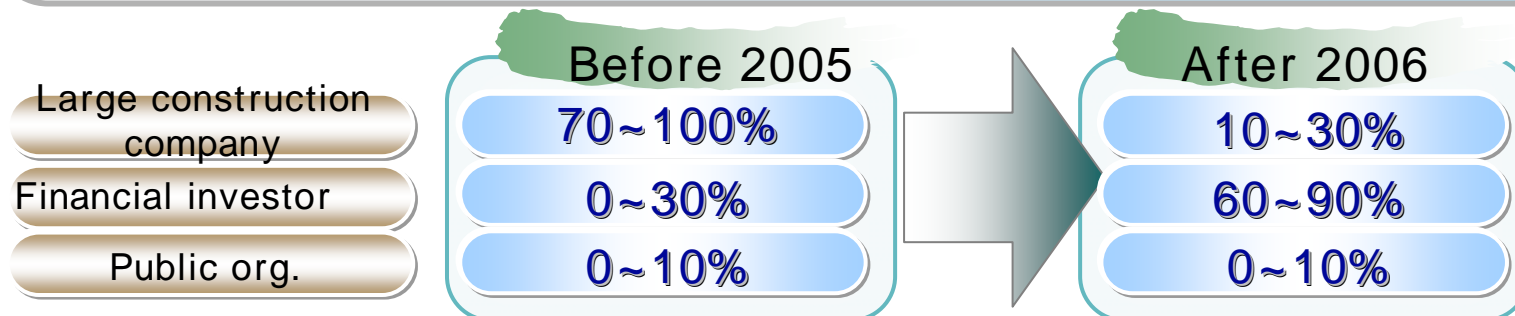 Before 2005
After 2006
Large construction
company
70~100%
10~30%
Financial investor
0~30%
60~90%
Public org.
0~10%
0~10%